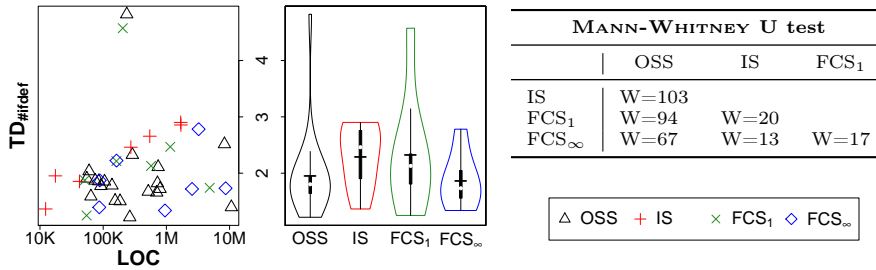 TD#ifdef
2 3 4
10K 100K 1M 10M
LOC
OSS IS FCS1 FCS∞
MANN-WHITNEY U test
OSS IS FCS1
IS W=103
FCS1 W=94 W=20
FCS∞ W=67 W=13 W=17
OSS IS FCS1 FCS∞